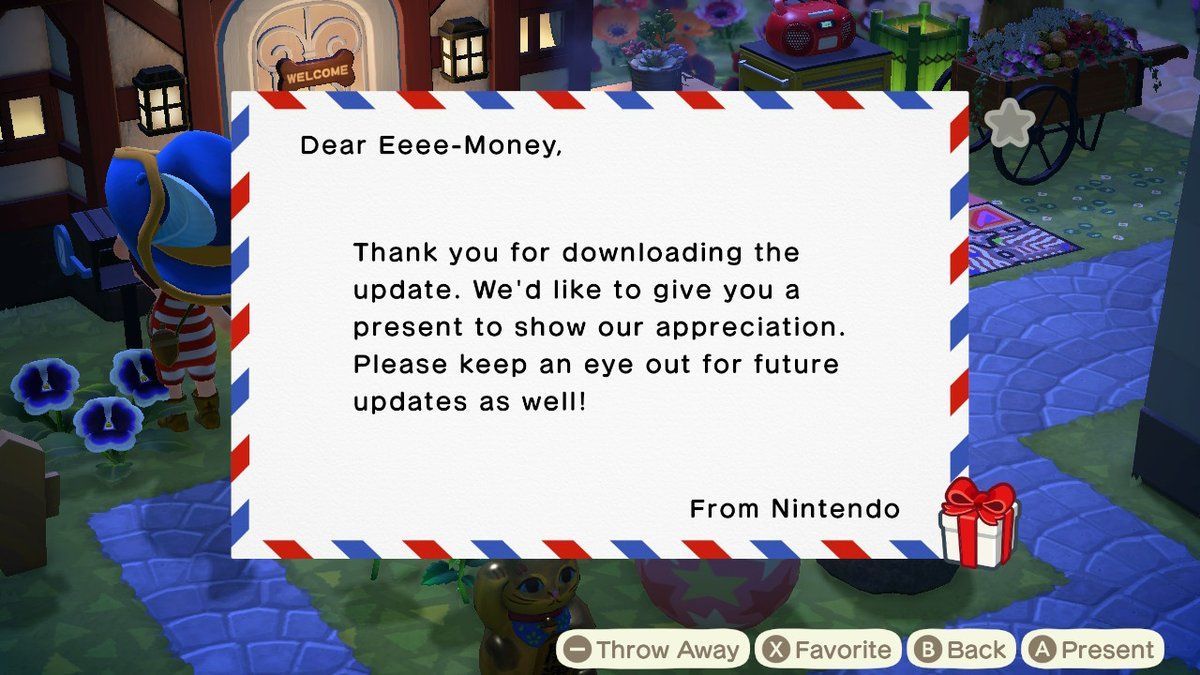 WELCOME
Dear Eeee-Money,
Thank you for downloading the
update. We'd like to give you a
present to show our appreciation.
Please keep an eye out for future
updates as well!
From Nintendo
Throw Away X Favorite B Back A Present